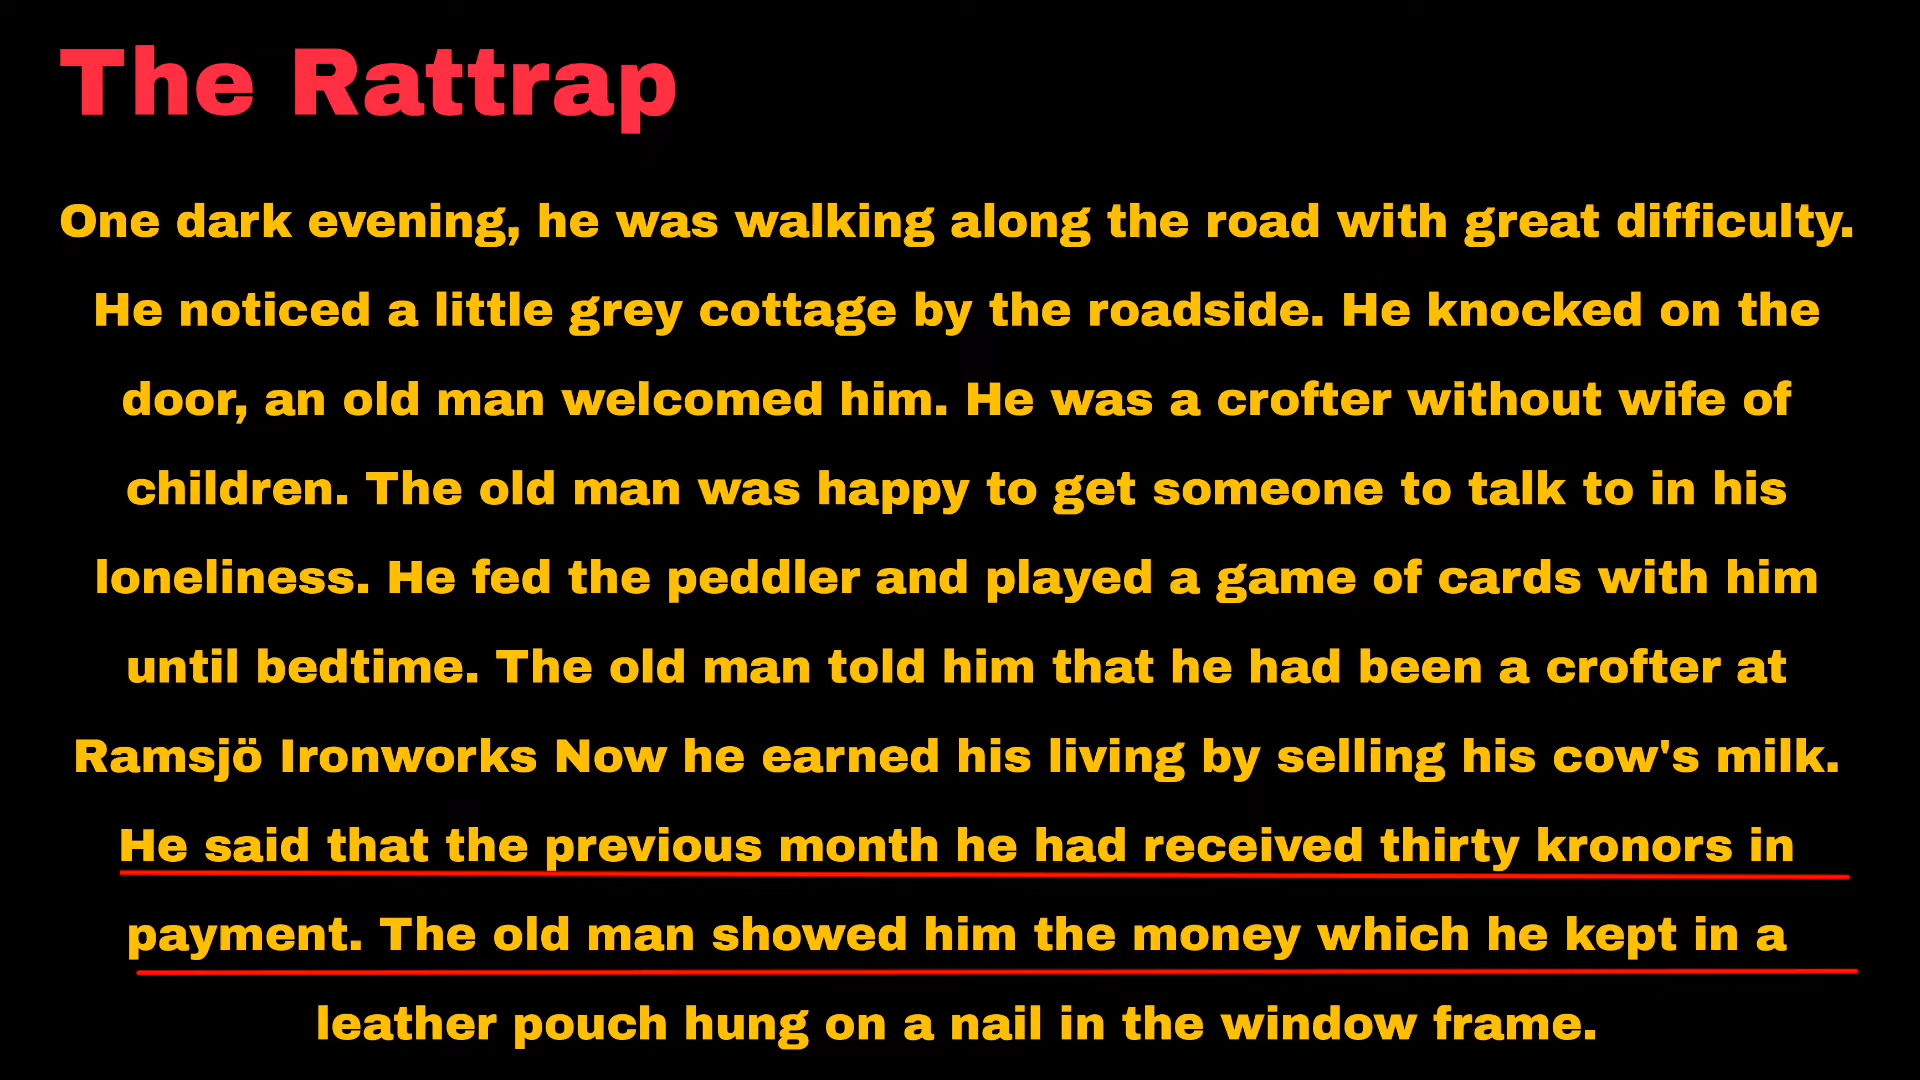 The Rattrap
One dark evening, he was walking along the road with great difficulty.
He noticed a little grey cottage by the roadside. He knocked on the
door, an old man welcomed him. He was a crofter without wife of
children. The old man was happy to get someone to talk to in his
loneliness. He fed the peddler and played a game of cards with him
until bedtime. The old man told him that he had been a crofter at
Ramsjö Ironworks Now he earned his living by selling his cow's milk.
He said that the previous month he had received thirty kronors in
payment. The old man showed him the money which he kept in a
leather pouch hung on a nail in the window frame.